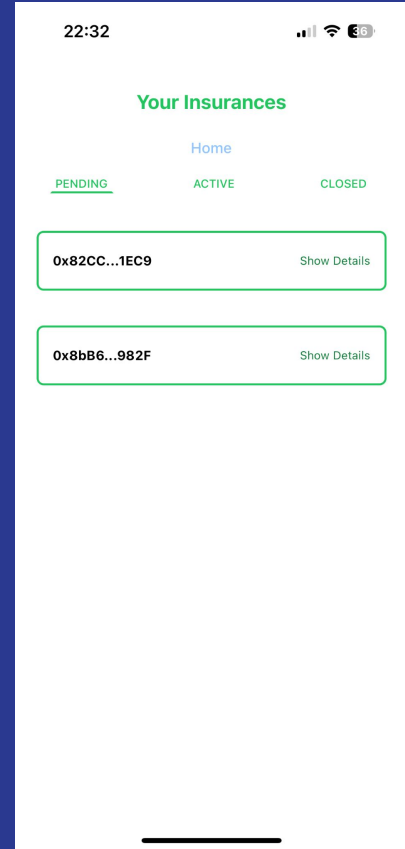 22:32 36
Your Insurances
Home
PENDING ACTIVE CLOSED
0x82CC...1EC9 Show Details
0x8bB6...982F Show Details